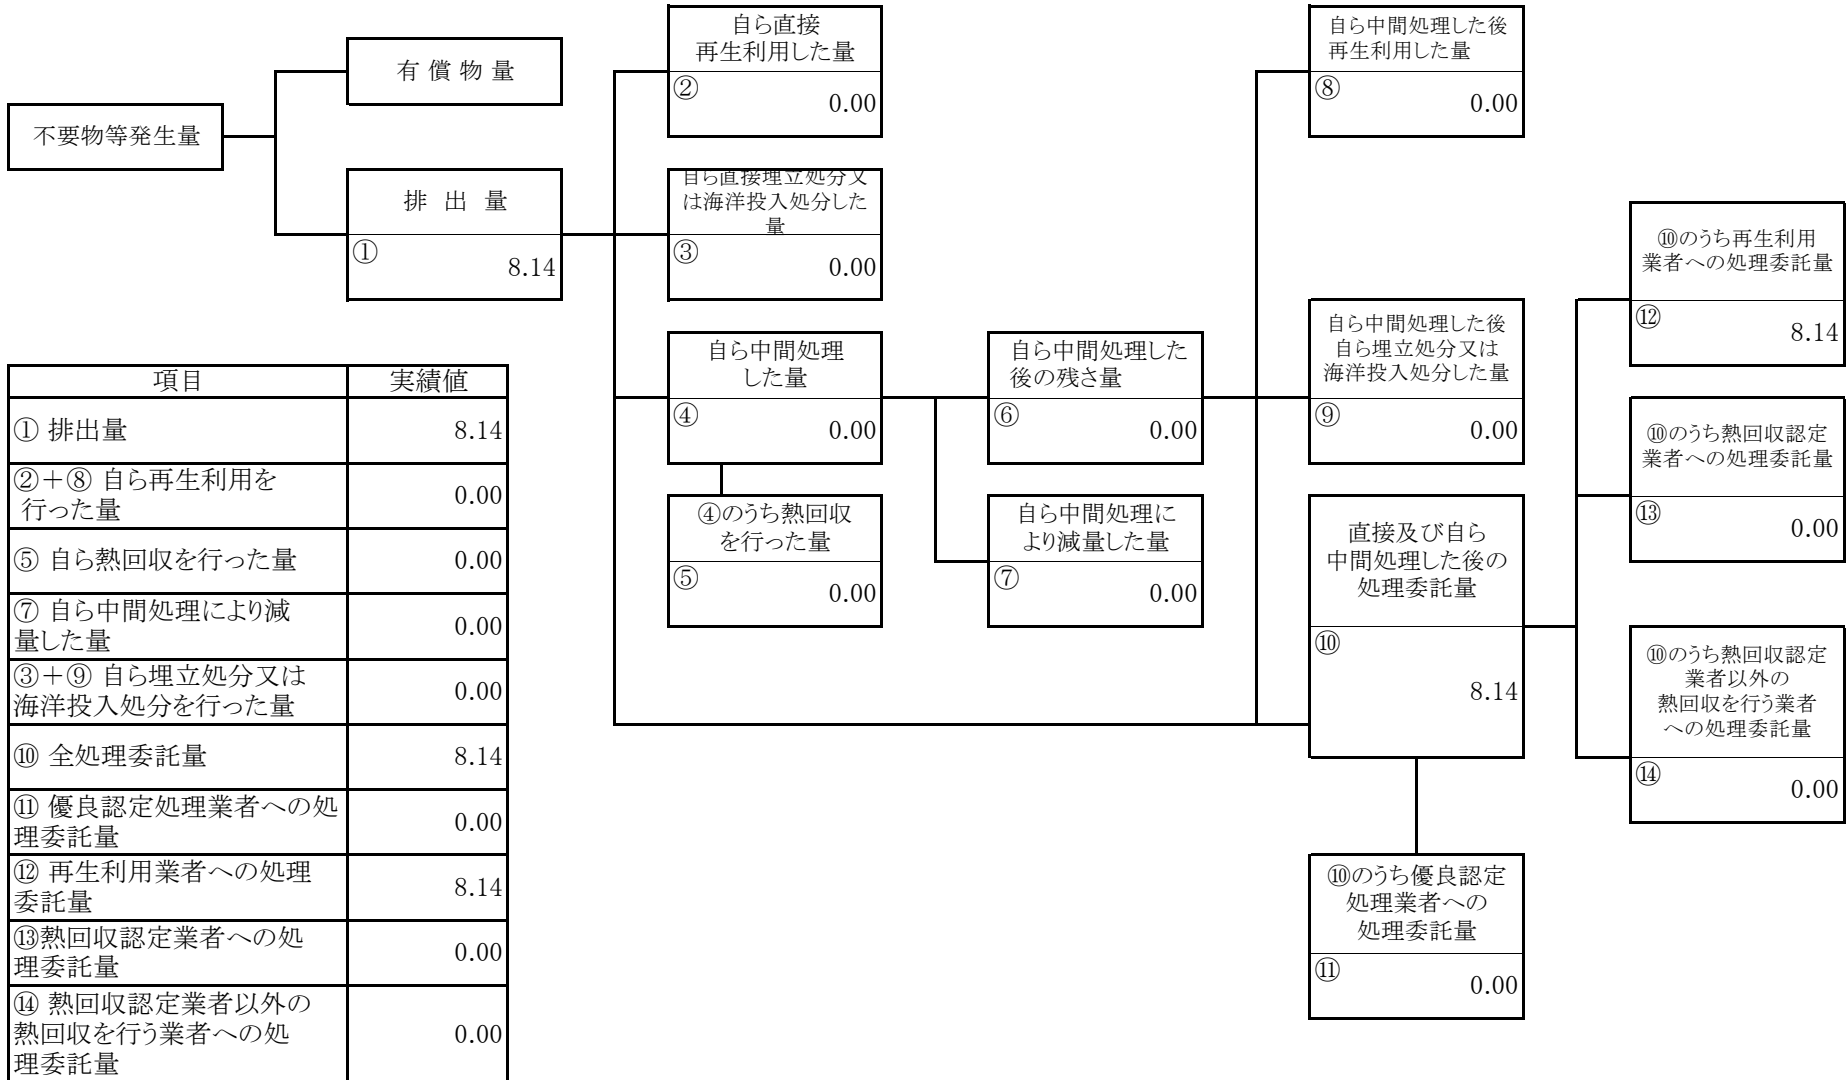 不要物等発生量
有 償 物 量
排 出 量
①
8.14
自ら直接
再生利用した量
②
0.00
自ら直接埋立処分又
は海洋投入処分した
量
③
0.00
自ら中間処理
した量
④
0.00
④のうち熱回収
を行った量
⑤
0.00
自ら中間処理した
後の残さ量
⑥
0.00
自ら中間処理に
より減量した量
⑦
0.00
自ら中間処理した後
再生利用した量
⑧
0.00
自ら中間処理した後
自ら埋立処分又は
海洋投入処分した量
⑨
0.00
直接及び自ら
中間処理した後の
処理委託量
⑩
8.14
⑩のうち優良認定
処理業者への
処理委託量
⑪
0.00
⑩のうち再生利用
業者への処理委託量
⑫
8.14
⑩のうち熱回収認定
業者への処理委託量
⑬
0.00
⑩のうち熱回収認定
業者以外の
熱回収を行う業者
への処理委託量
⑭
0.00
項目 実績値
① 排出量 8.14
②＋⑧ 自ら再生利用を
行った量 0.00
⑤ 自ら熱回収を行った量 0.00
⑦ 自ら中間処理により減
量した量 0.00
③＋⑨ 自ら埋立処分又は
海洋投入処分を行った量 0.00
⑩ 全処理委託量 8.14
⑪ 優良認定処理業者への処
理委託量 0.00
⑫ 再生利用業者への処理
委託量 8.14
⑬熱回収認定業者への処
理委託量 0.00
⑭ 熱回収認定業者以外の
熱回収を行う業者への処
理委託量 0.00